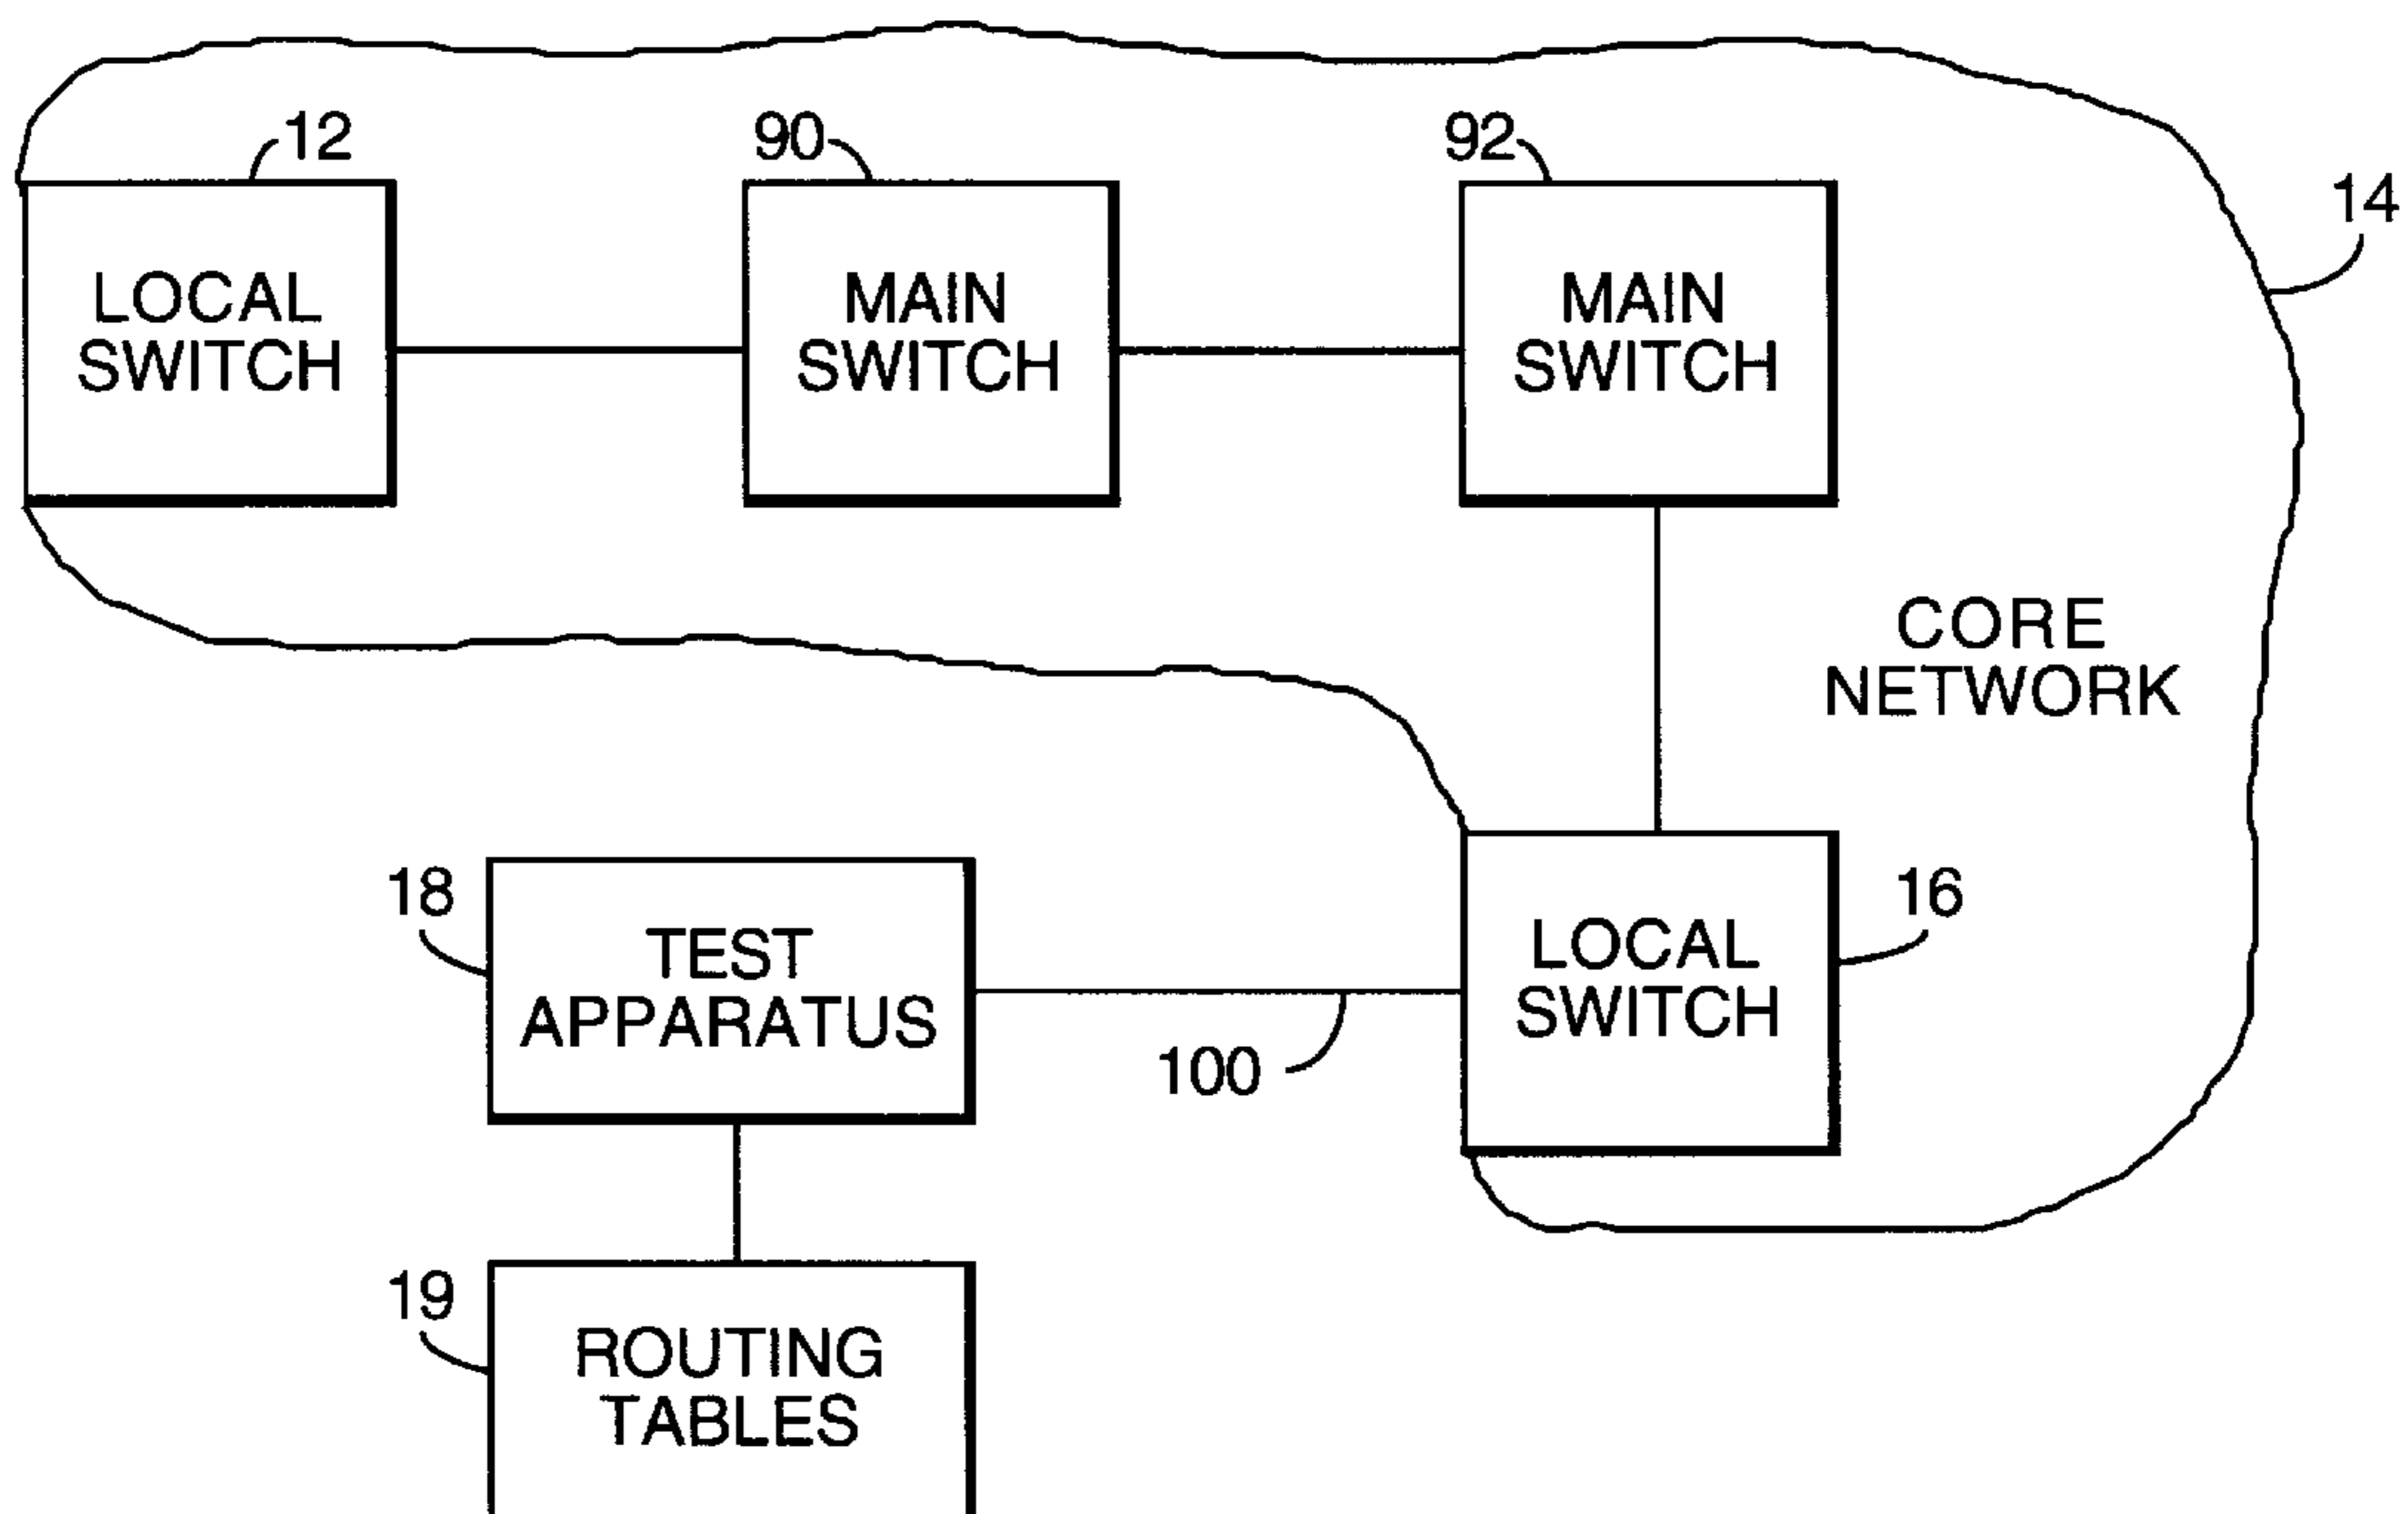 12
90
92
14
LOCAL
SWITCH
MAIN
SWITCH
MAIN
SWITCH
CORE
NETWORK
18
TEST
APPARATUS
100
LOCAL
SWITCH
16
19
ROUTING
TABLES